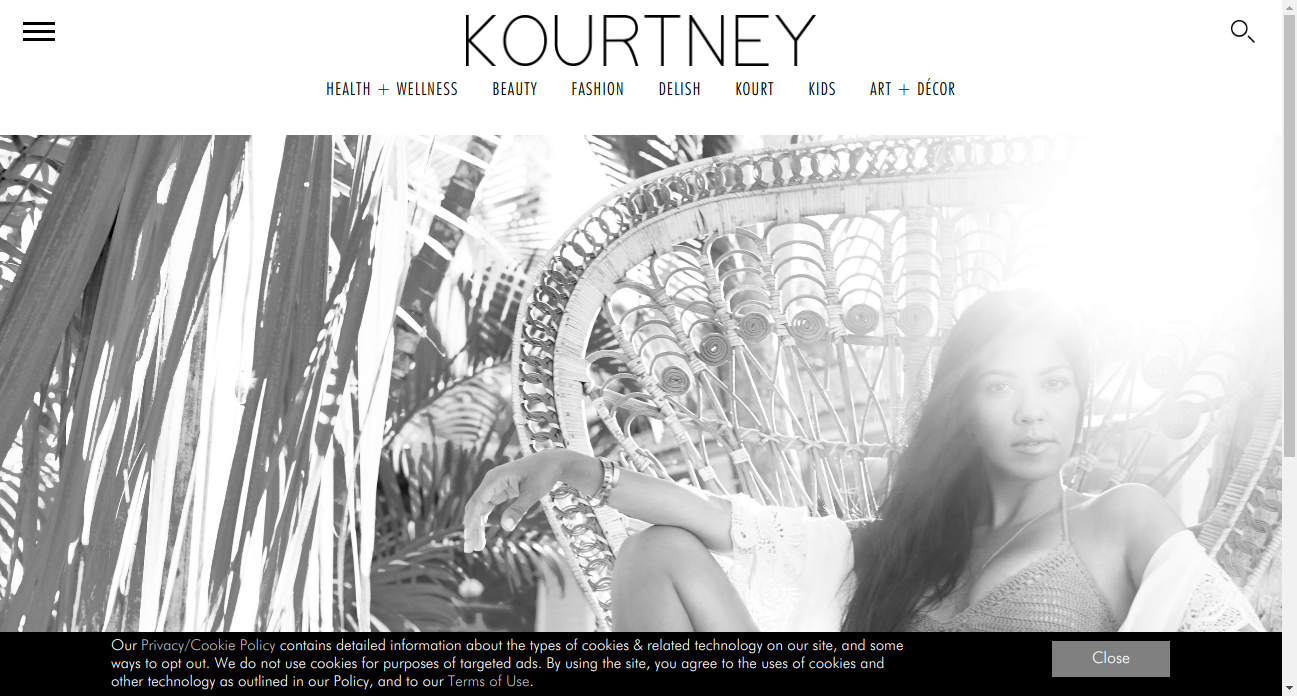 KOURTNEY
HEALTH + WELLNESS BEAUTY FASHION DELISH KOURT KIDS ART + DÉCOR
Our Privacy/Cookie Policy contains detailed information about the types of cookies & related technology on our site, and some
ways to opt out. We do not use cookies for purposes of targeted ads. By using the site, you agree to the uses of cookies and
other technology as outlined in our Policy, and to our Terms of Use.
Close